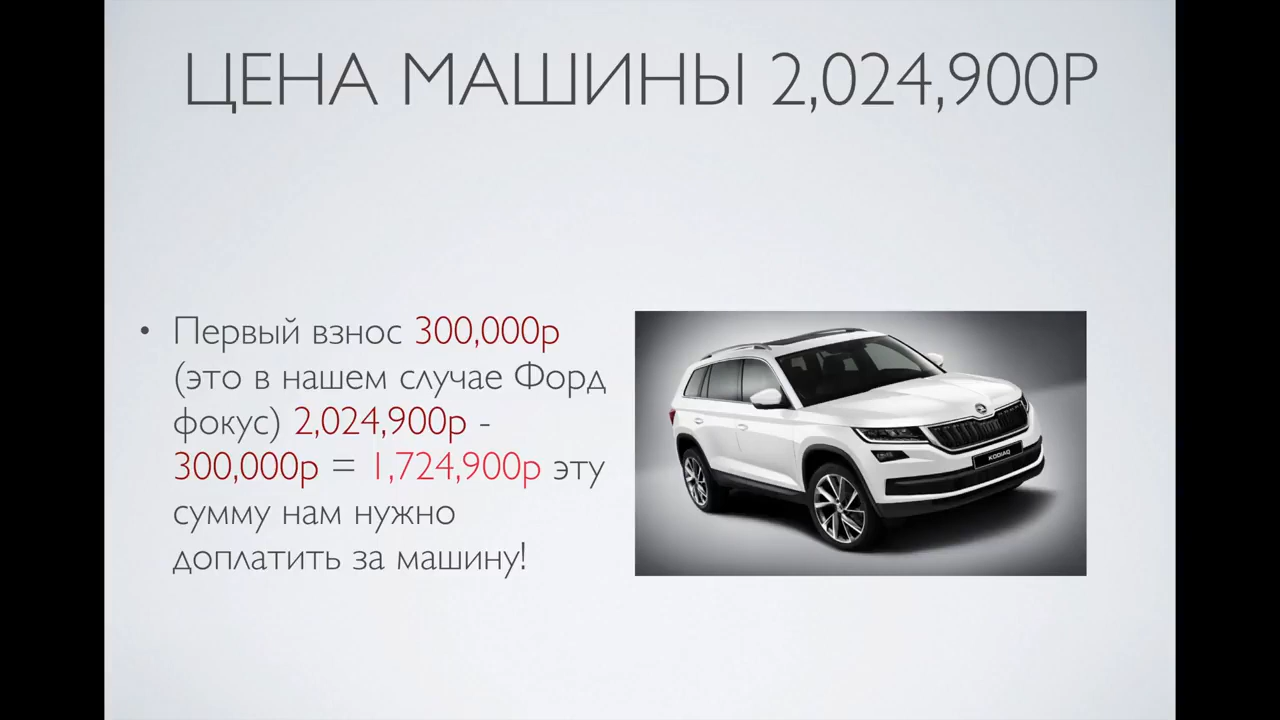 ЦЕНА МАШИНЫ 2,024,900Р
• Первый взнос 300,000р
(это в нашем случае Форд
фокус) 2,024,900р -
300,000р = 1,724,900р эту
сумму нам нужно
доплатить за машину!
KODIAQ